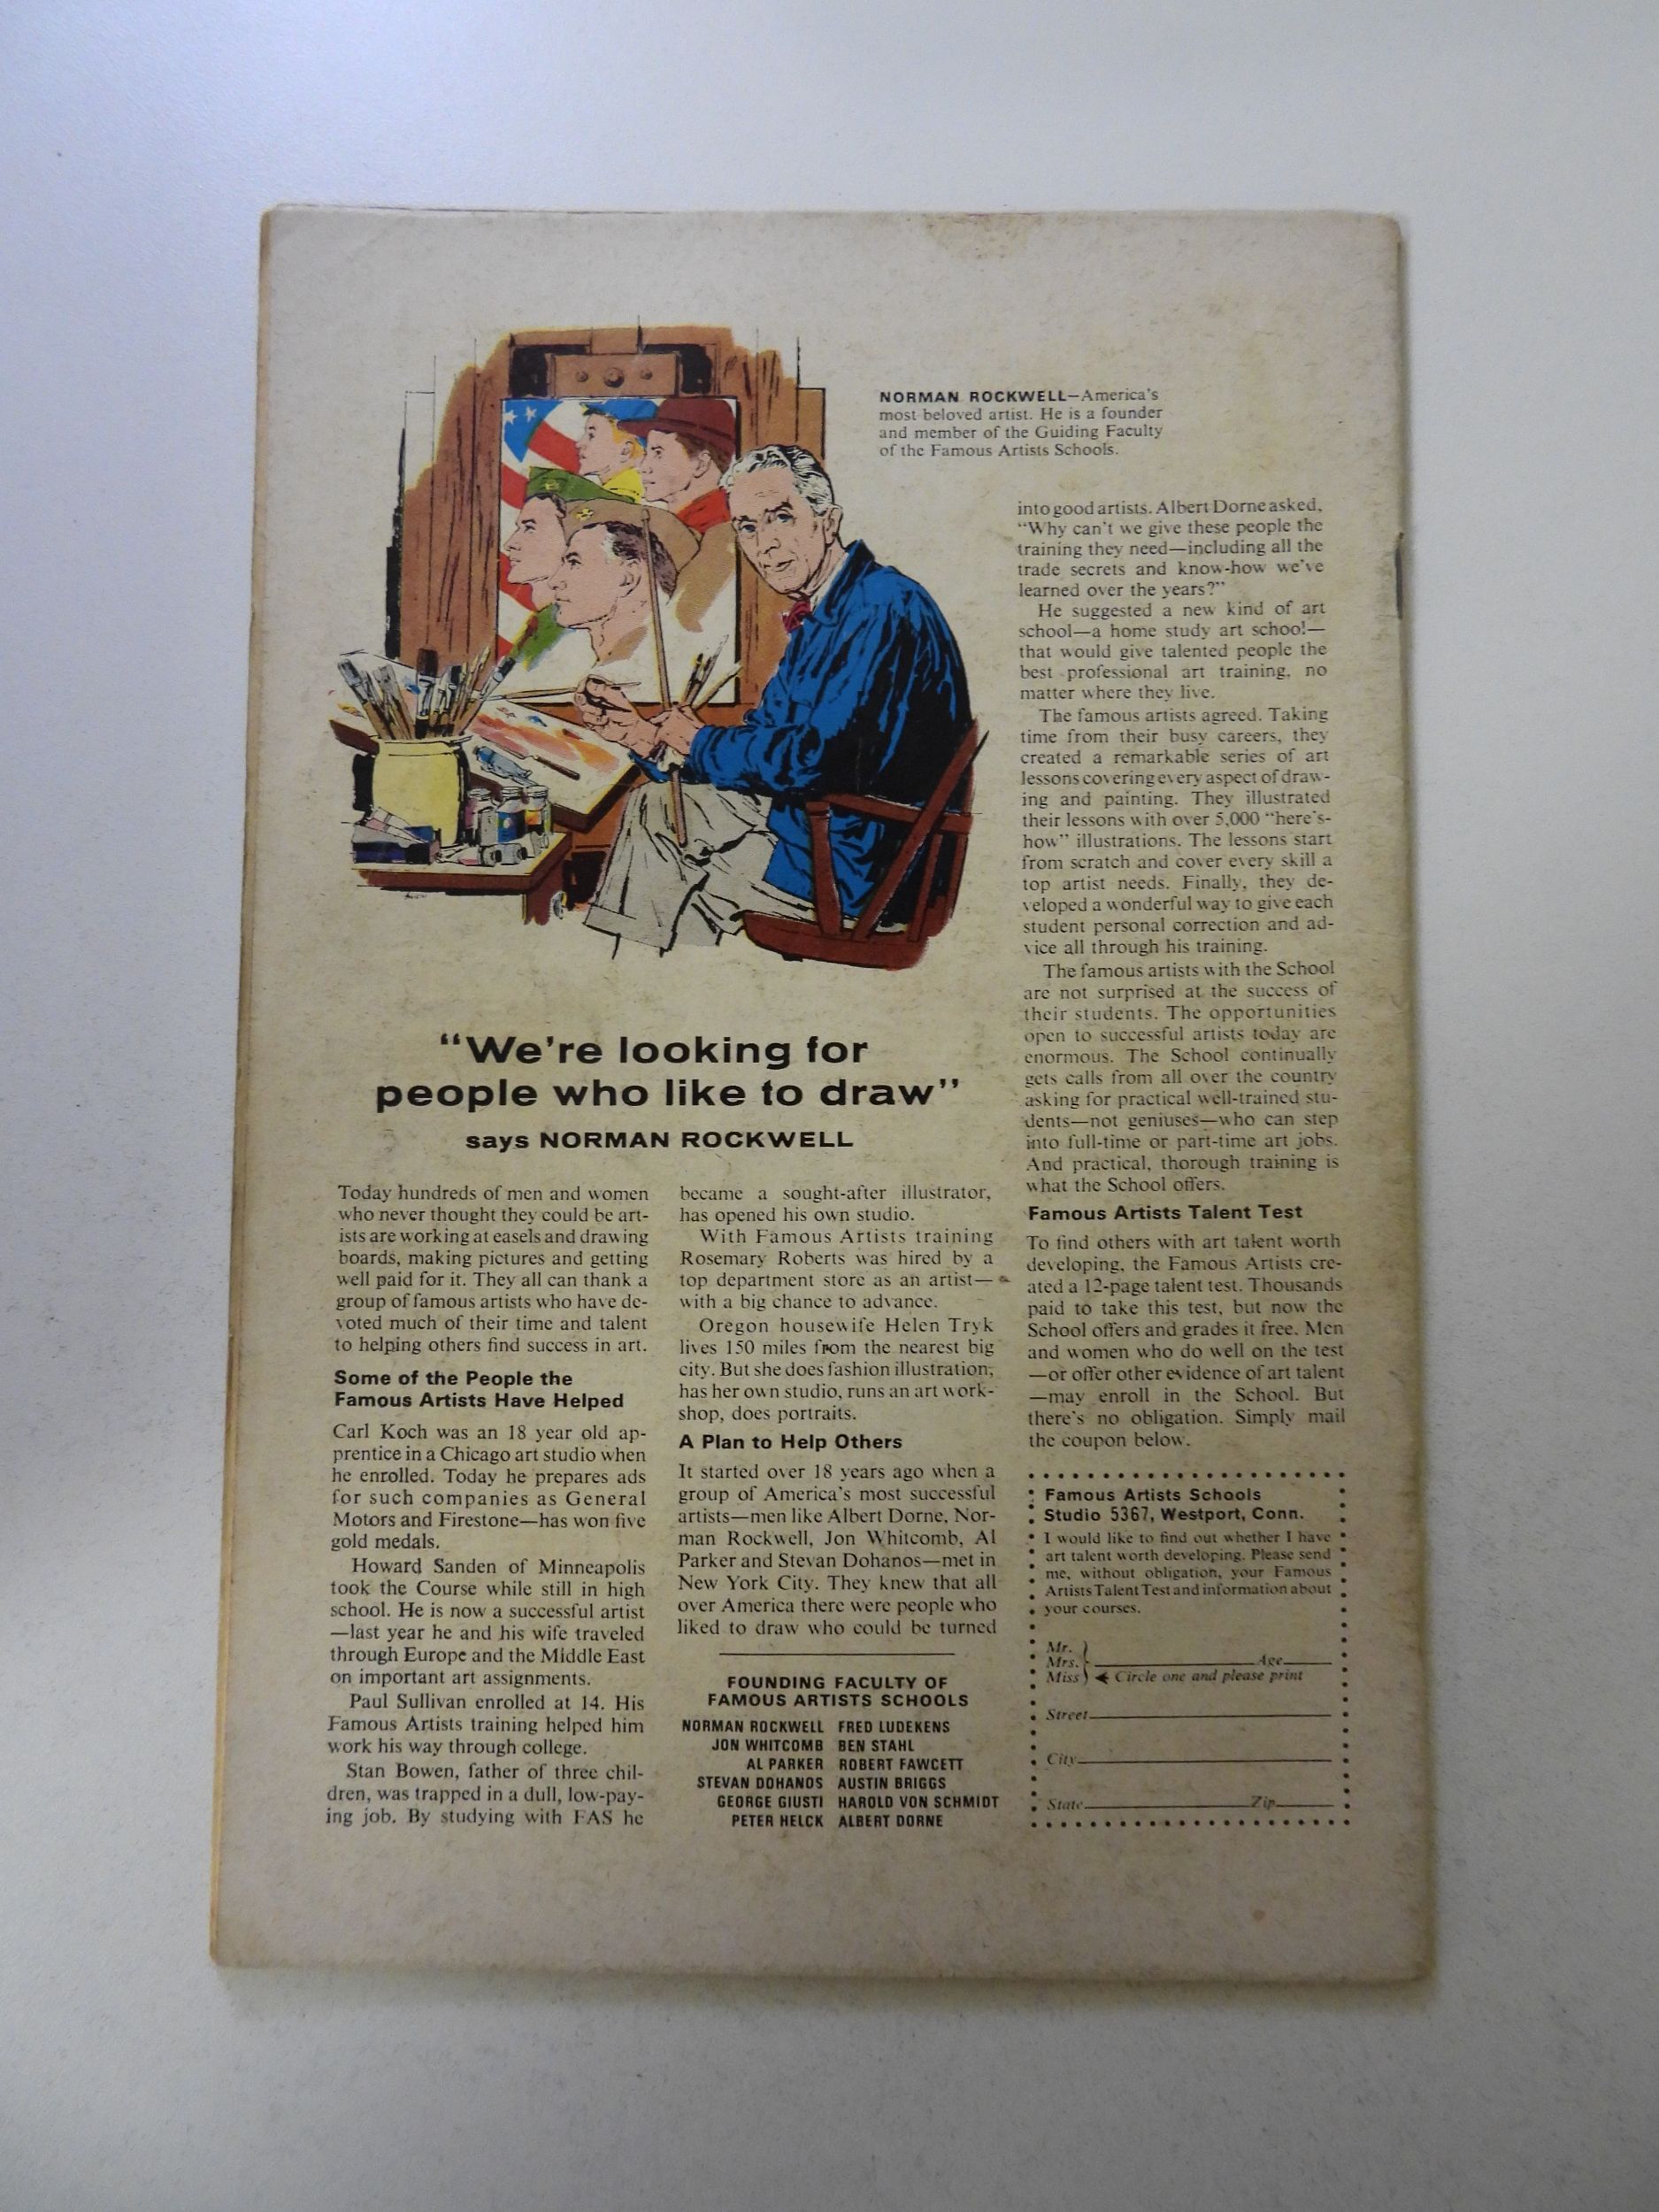 NORMAN ROCKWELL—America's
most beloved artist. He is a founder
and member of the Guiding Faculty
of the Famous Artists Schools.
"We're looking for
people who like to draw"
says NORMAN ROCKWELL
Today hundreds of men and women
who never thought they could be art-
ists are working at easels and drawing
boards, making pictures and getting
well paid for it. They all can thank a
group of famous artists who have de-
voted much of their time and talent
to helping others find success in art.
Some of the People the
Famous Artists Have Helped
Carl Koch was an 18 year old ap-
prentice in a Chicago art studio when
he enrolled. Today he prepares ads
for such companies as General
Motors and Firestone—has won five
gold medals.
Howard Sanden of Minneapolis
took the Course while still in high
school. He is now a successful artist
—last year he and his wife traveled
through Europe and the Middle East
on important art assignments.
Paul Sullivan enrolled at 14. His
Famous Artists training helped him
work his way through college.
Stan Bowen, father of three chil-
dren, was trapped in a dull, low-pay-
ing job. By studying with FAS he
became a sought-after illustrator,
has opened his own studio.
With Famous Artists training
Rosemary Roberts was hired by a
top department store as an artist—
with a big chance to advance.
Oregon housewife Helen Tryk
lives 150 miles from the nearest big
city. But she does fashion illustration,
has her own studio, runs an art work-
shop, does portraits.
A Plan to Help Others
It started over 18 years ago when a
group of America's most successful
artists—men like Albert Dorne, Nor-
man Rockwell, Jon Whitcomb, Al
Parker and Stevan Dohanos—met in
New York City. They knew that all
over America there were people who
liked to draw who could be turned
into good artists. Albert Dorne asked,
"Why can't we give these people the
training they need—including all the
trade secrets and know-how we've
learned over the years?"
He suggested a new kind of art
school—a home study art school—
that would give talented people the
best professional art training, no
matter where they live.
The famous artists agreed. Taking
time from their busy careers, they
created a remarkable series of art
lessons covering every aspect of draw-
ing and painting. They illustrated
their lessons with over 5,000 "here's-
how" illustrations. The lessons start
from scratch and cover every skill a
top artist needs. Finally, they de-
veloped a wonderful way to give each
student personal correction and ad-
vice all through his training.
The famous artists with the School
are not surprised at the success of
their students. The opportunities
open to successful artists today are
enormous. The School continually
gets calls from all over the country
asking for practical well-trained stu-
dents—not geniuses—who can step
into full-time or part-time art jobs.
And practical, thorough training is
what the School offers.
Famous Artists Talent Test
To find others with art talent worth
developing, the Famous Artists cre-
ated a 12-page talent test. Thousands
paid to take this test, but now the
School offers and grades it free. Men
and women who do well on the test
—or offer other evidence of art talent
—may enroll in the School. But
there's no obligation. Simply mail
the coupon below.
FOUNDING FACULTY OF
FAMOUS ARTISTS SCHOOLS
NORMAN ROCKWELL FRED LUDEKENS
JON WHITCOMB BEN STAHL
AL PARKER ROBERT FAWCETT
STEVAN DOHANOS AUSTIN BRIGGS
GEORGE GIUSTI HAROLD VON SCHMIDT
PETER HELCK ALBERT DORNE
Famous Artists Schools
Studio 5367, Westport, Conn.
I would like to find out whether I have
art talent worth developing. Please send
me, without obligation, your Famous
Artists Talent Test and information about
your courses.
Mr.
Mrs. Age
Miss Circle one and please print
Street
City
State Zip